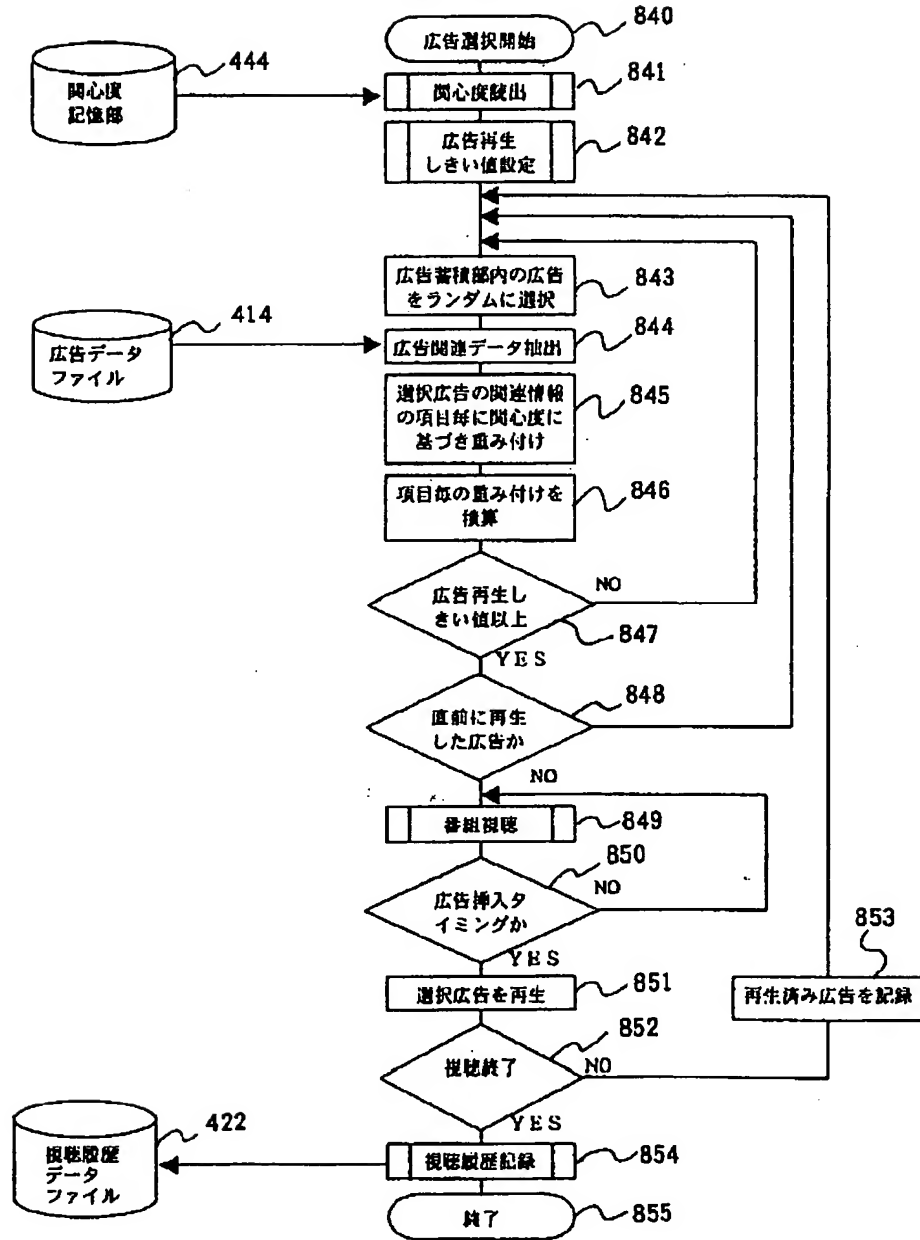 広告選択開始
840
444
関心度
記憶部
関心度読出
841
広告再生
しきい値設定
842
広告蓄積部内の広告
をランダムに選択
843
414
広告データ
ファイル
広告関連データ抽出
844
選択広告の関連情報
の項目毎に関心度に
基づき重み付け
845
項目毎の重み付けを
積算
846
広告再生し
きい値以上
NO
847
YES
直前に再生
した広告か
848
NO
番組視聴
849
850
広告挿入タ
イミングか
NO
YES
853
選択広告を再生
851
再生済み広告を記録
視聴終了
852
NO
YES
422
視聴履歴
データ
ファイル
視聴履歴記録
854
終了
855